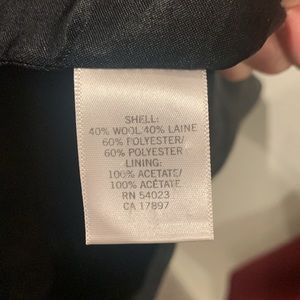 SHELL:
40% WOOL/40% LAINE
60% POLYESTER/
60% POLYESTER
LINING:
100% ACETATE/
100% ACÉTATE
RN 54023
CA 17897